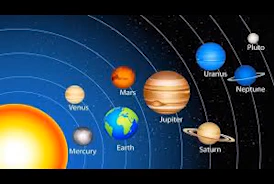 Pluto
Uranus
Neptune
Mars
Venus
Jupiter
Earth
Saturn
Mercury